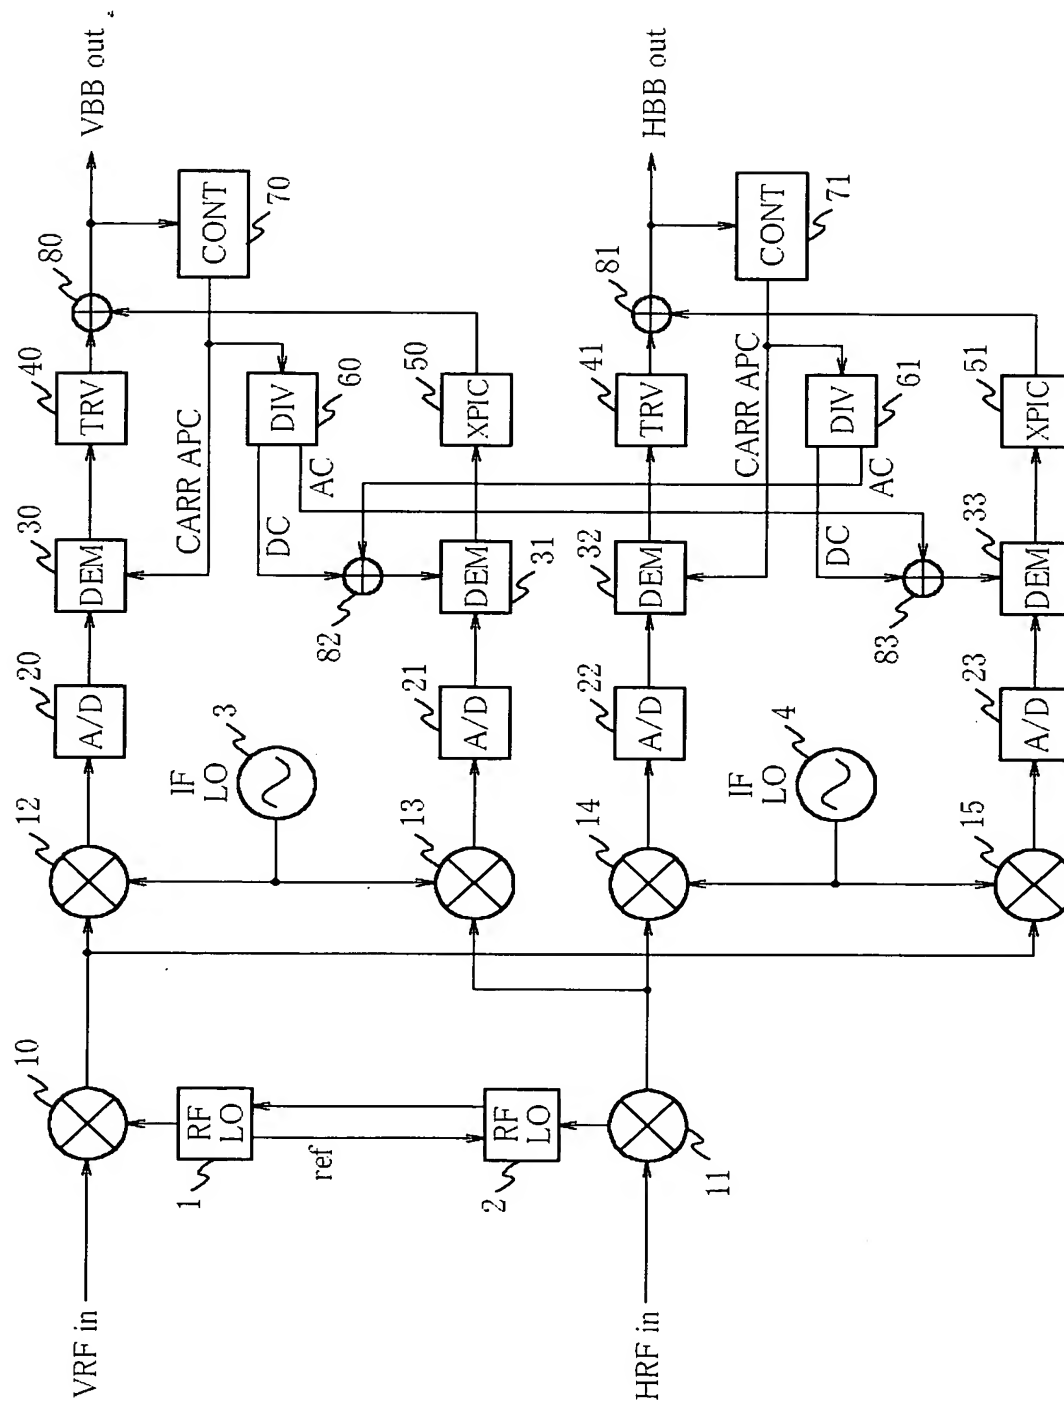 VRF in
10
RF
LO
1
ref
RF
LO
2
11
HRF in
12
IF
LO
3
13
14
IF
LO
4
15
20
A/D
21
A/D
22
A/D
23
A/D
30
DEM
CARR APC
DC
AC
82
31
DEM
32
DEM
CARR APC
DC
AC
83
33
DEM
40
TRV
DIV
60
50
XPIC
41
TRV
DIV
61
51
XPIC
80
CONT
70
81
CONT
71
VBB out
HBB out